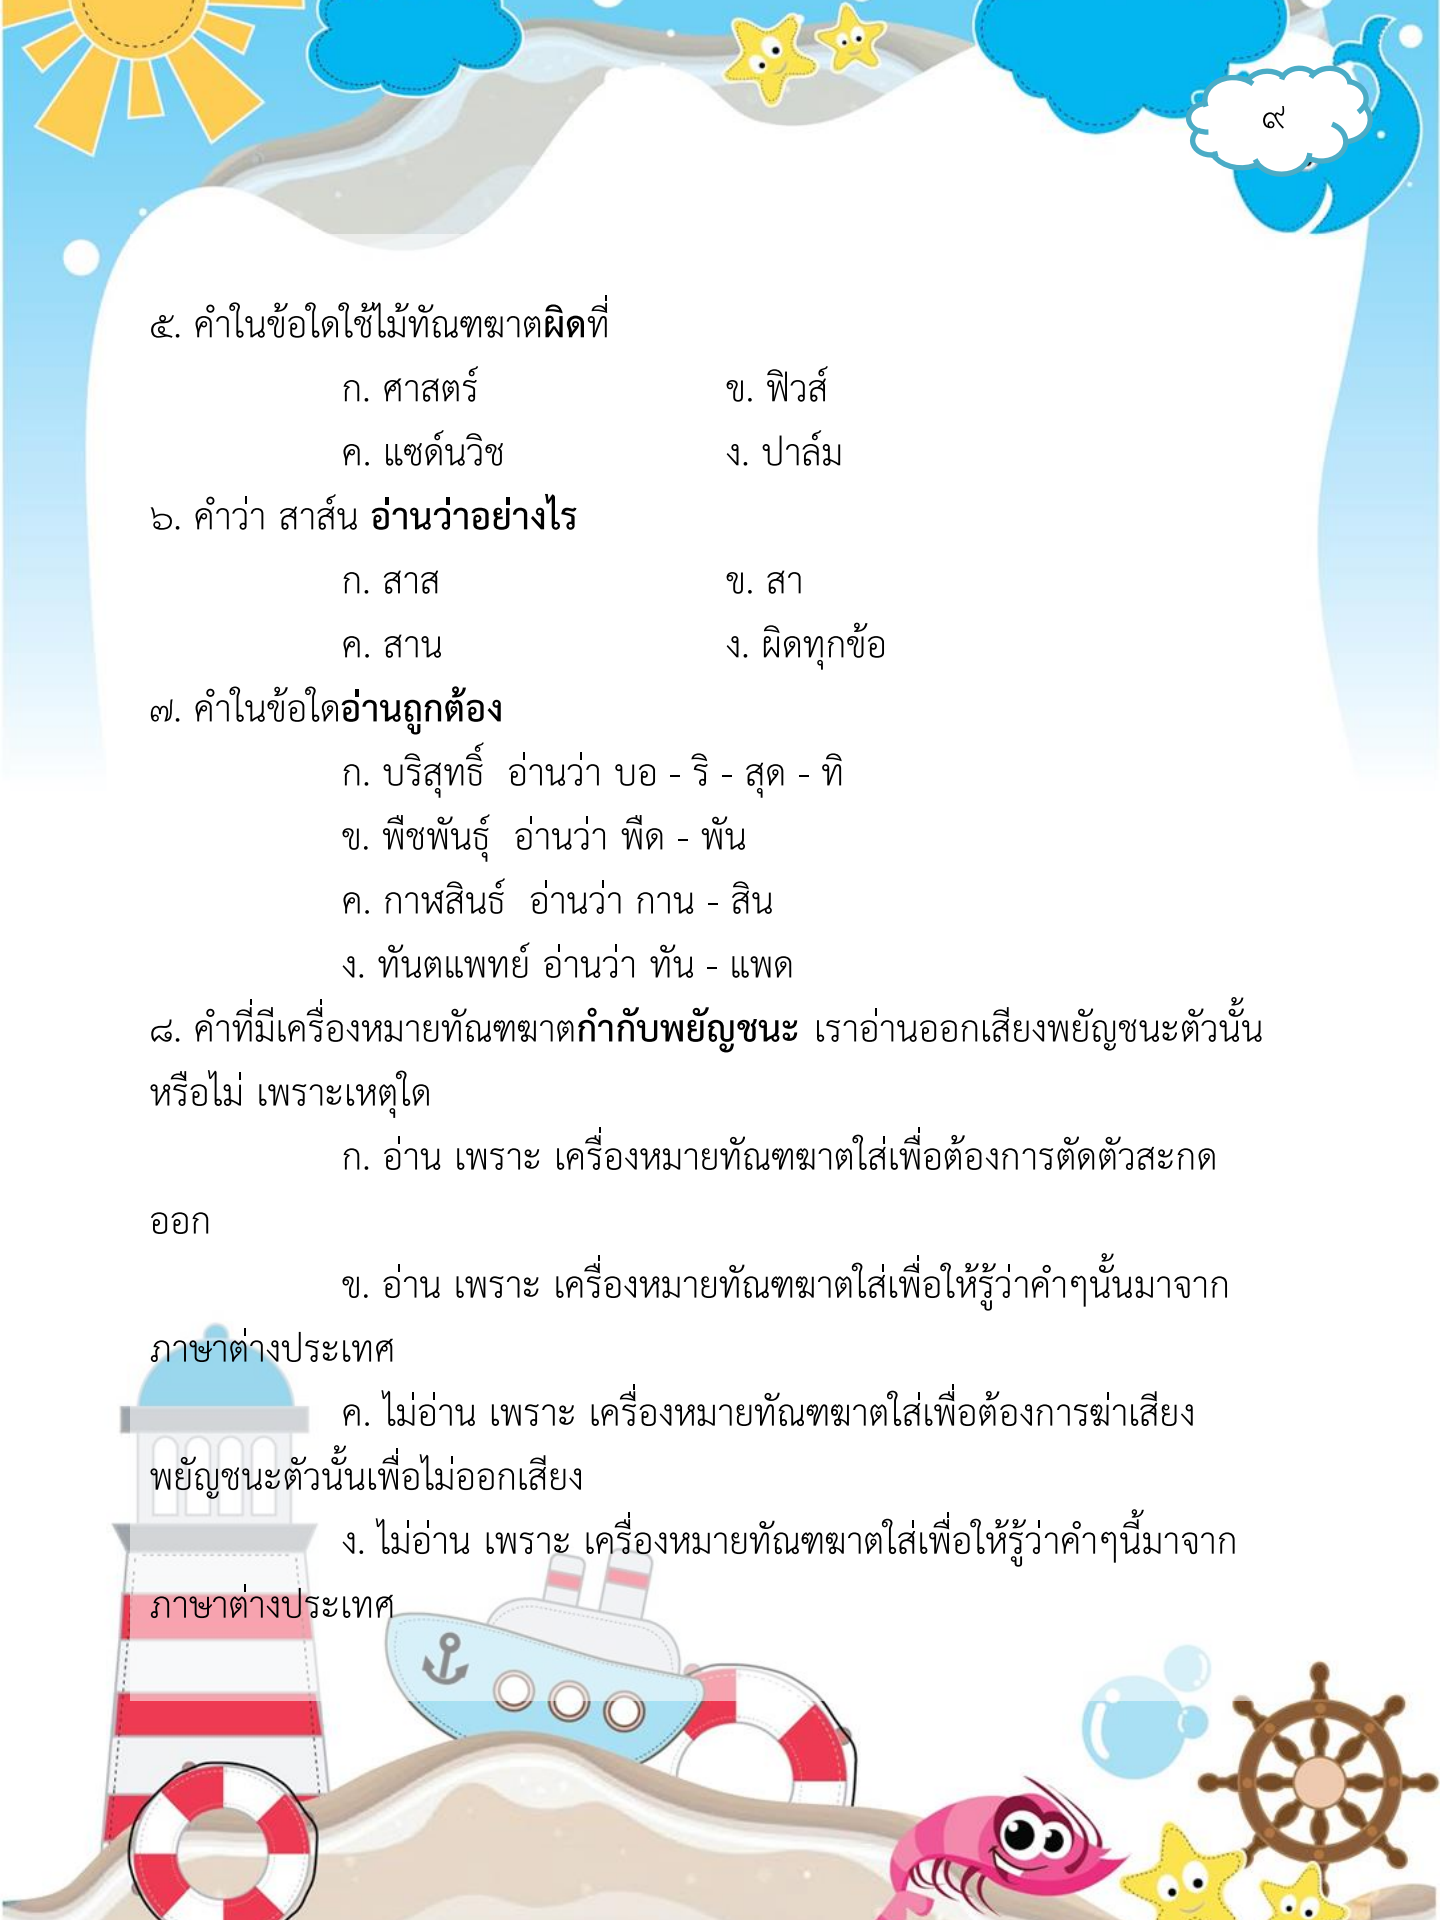 ๙
๕. คำในข้อใดใช้ไม้ทัณฑฆาตผิดที่
ก. ศาสตร์ ข. ฟิวส์
ค. แซด์นวิช ง. ปาล์ม
๖. คำว่า สาส์น อ่านว่าอย่างไร
ก. สาส ข. สา
ค. สาน ง. ผิดทุกข้อ
๗. คำในข้อใดอ่านถูกต้อง
ก. บริสุทธิ์ อ่านว่า บอ - ริ - สุด - ทิ
ข. พืชพันธุ์ อ่านว่า พืด - พัน
ค. กาฬสินธ์ อ่านว่า กาน - สิน
ง. ทันตแพทย์ อ่านว่า ทัน - แพด
๘. คำที่มีเครื่องหมายทัณฑฆาตกำกับพยัญชนะ เราอ่านออกเสียงพยัญชนะตัวนั้น
หรือไม่ เพราะเหตุใด
ก. อ่าน เพราะ เครื่องหมายทัณฑฆาตใส่เพื่อต้องการตัดตัวสะกด
ออก
ข. อ่าน เพราะ เครื่องหมายทัณฑฆาตใส่เพื่อให้รู้ว่าคำๆนั้นมาจาก
ภาษาต่างประเทศ
ค. ไม่อ่าน เพราะ เครื่องหมายทัณฑฆาตใส่เพื่อต้องการฆ่าเสียง
พยัญชนะตัวนั้นเพื่อไม่ออกเสียง
ง. ไม่อ่าน เพราะ เครื่องหมายทัณฑฆาตใส่เพื่อให้รู้ว่าคำๆนี้มาจาก
ภาษาต่างประเทศ